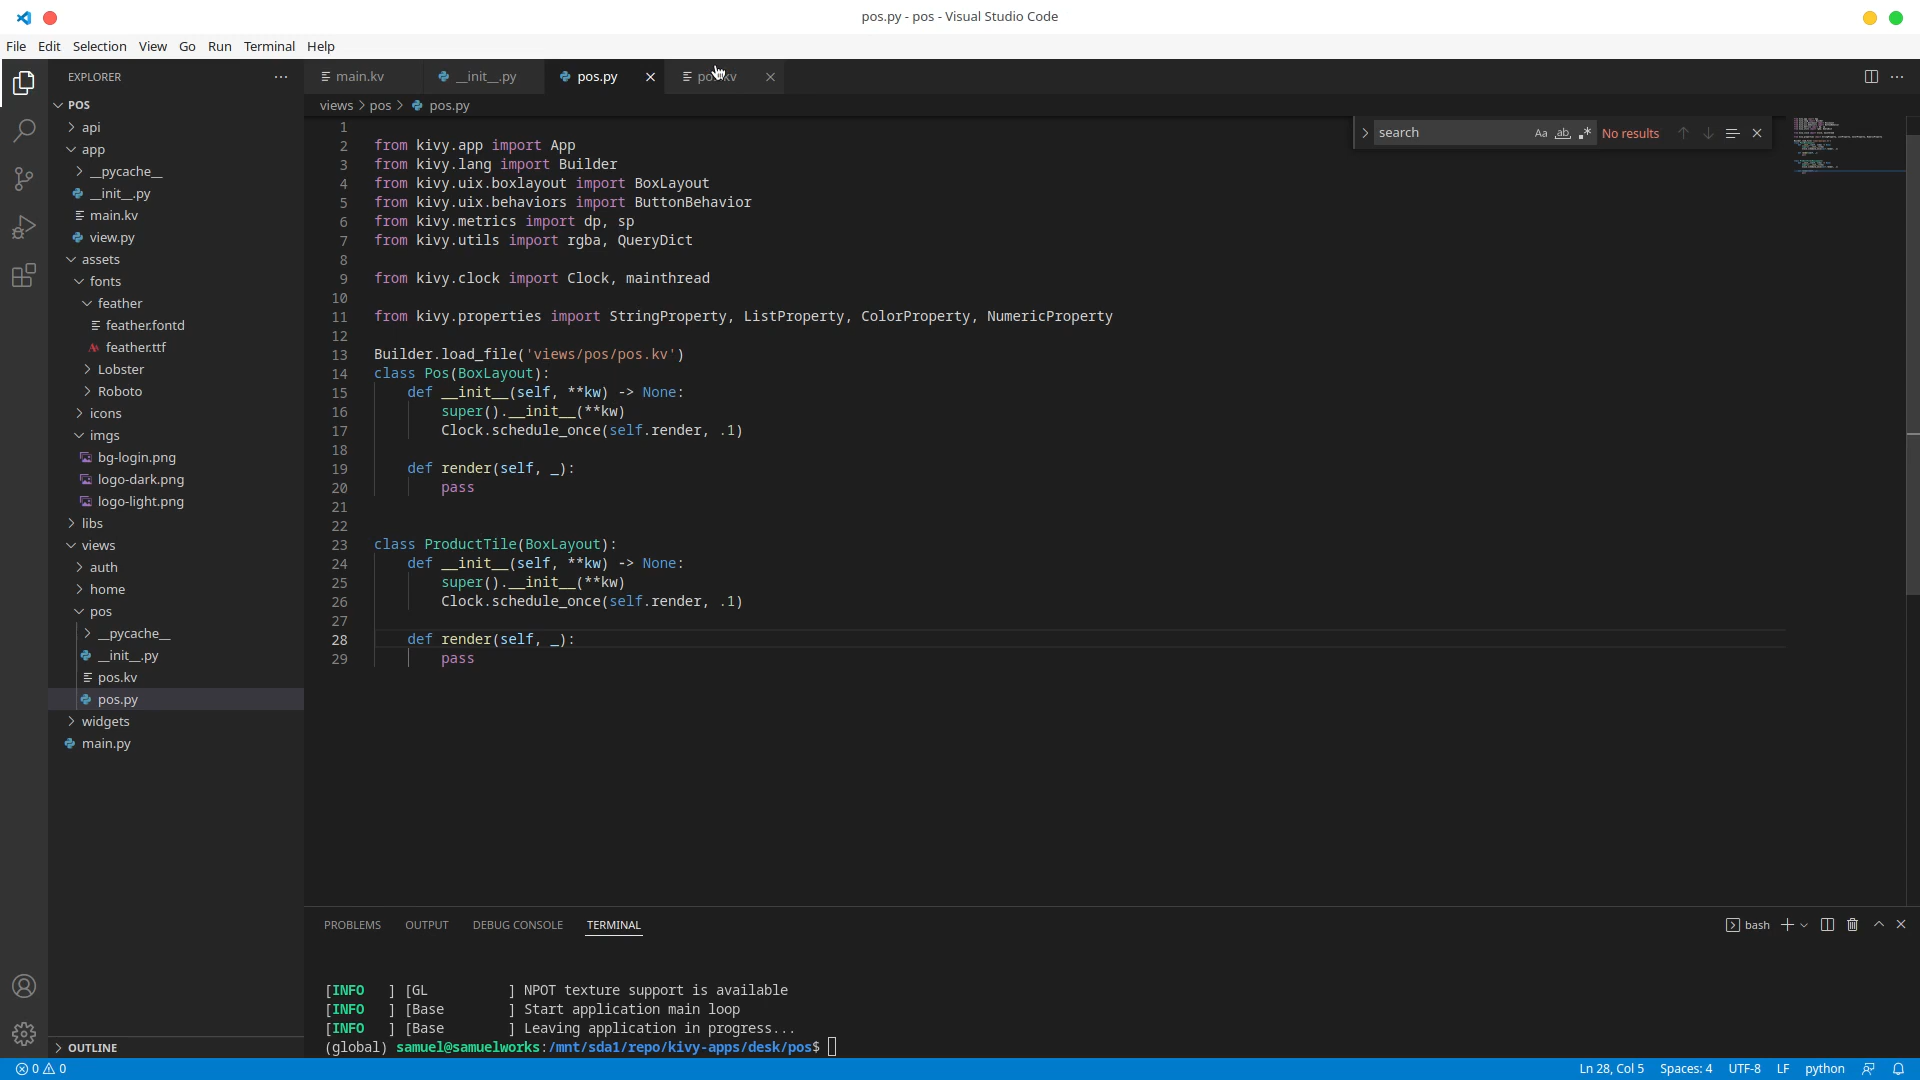 pos.py - pos - Visual Studio Code
File Edit Selection View Go Run Terminal Help
EXPLORER
POS
api
app
__pycache__
__init__.py
main.kv
view.py
assets
fonts
feather
feather.fontd
feather.ttf
Lobster
Roboto
icons
imgs
bg-login.png
logo-dark.png
logo-light.png
libs
views
auth
home
pos
__pycache__
__init__.py
pos.kv
pos.py
widgets
main.py
OUTLINE
main.kv __init__.py pos.py
views > pos > pos.py
search Aa ab No results
1
2 from kivy.app import App
3 from kivy.lang import Builder
4 from kivy.uix.boxlayout import BoxLayout
5 from kivy.uix.behaviors import ButtonBehavior
6 from kivy.metrics import dp, sp
7 from kivy.utils import rgba, QueryDict
8
9 from kivy.clock import Clock, mainthread
10
11 from kivy.properties import StringProperty, ListProperty, ColorProperty, NumericProperty
12
13 Builder.load_file('views/pos/pos.kv')
14 class Pos(BoxLayout):
15 def __init__(self, **kw) -> None:
16 super().__init__(**kw)
17 Clock.schedule_once(self.render, .1)
18
19 def render(self, _):
20 pass
21
22
23 class ProductTile(BoxLayout):
24 def __init__(self, **kw) -> None:
25 super().__init__(**kw)
26 Clock.schedule_once(self.render, .1)
27
28 def render(self, _):
29 pass
PROBLEMS OUTPUT DEBUG CONSOLE TERMINAL
bash
[INFO ] [GL ] NPOT texture support is available
[INFO ] [Base ] Start application main loop
[INFO ] [Base ] Leaving application in progress...
(global) samuel@samuelworks:/mnt/sda1/repo/kivy-apps/desk/pos$
0 0
Ln 28, Col 5 Spaces: 4 UTF-8 LF python